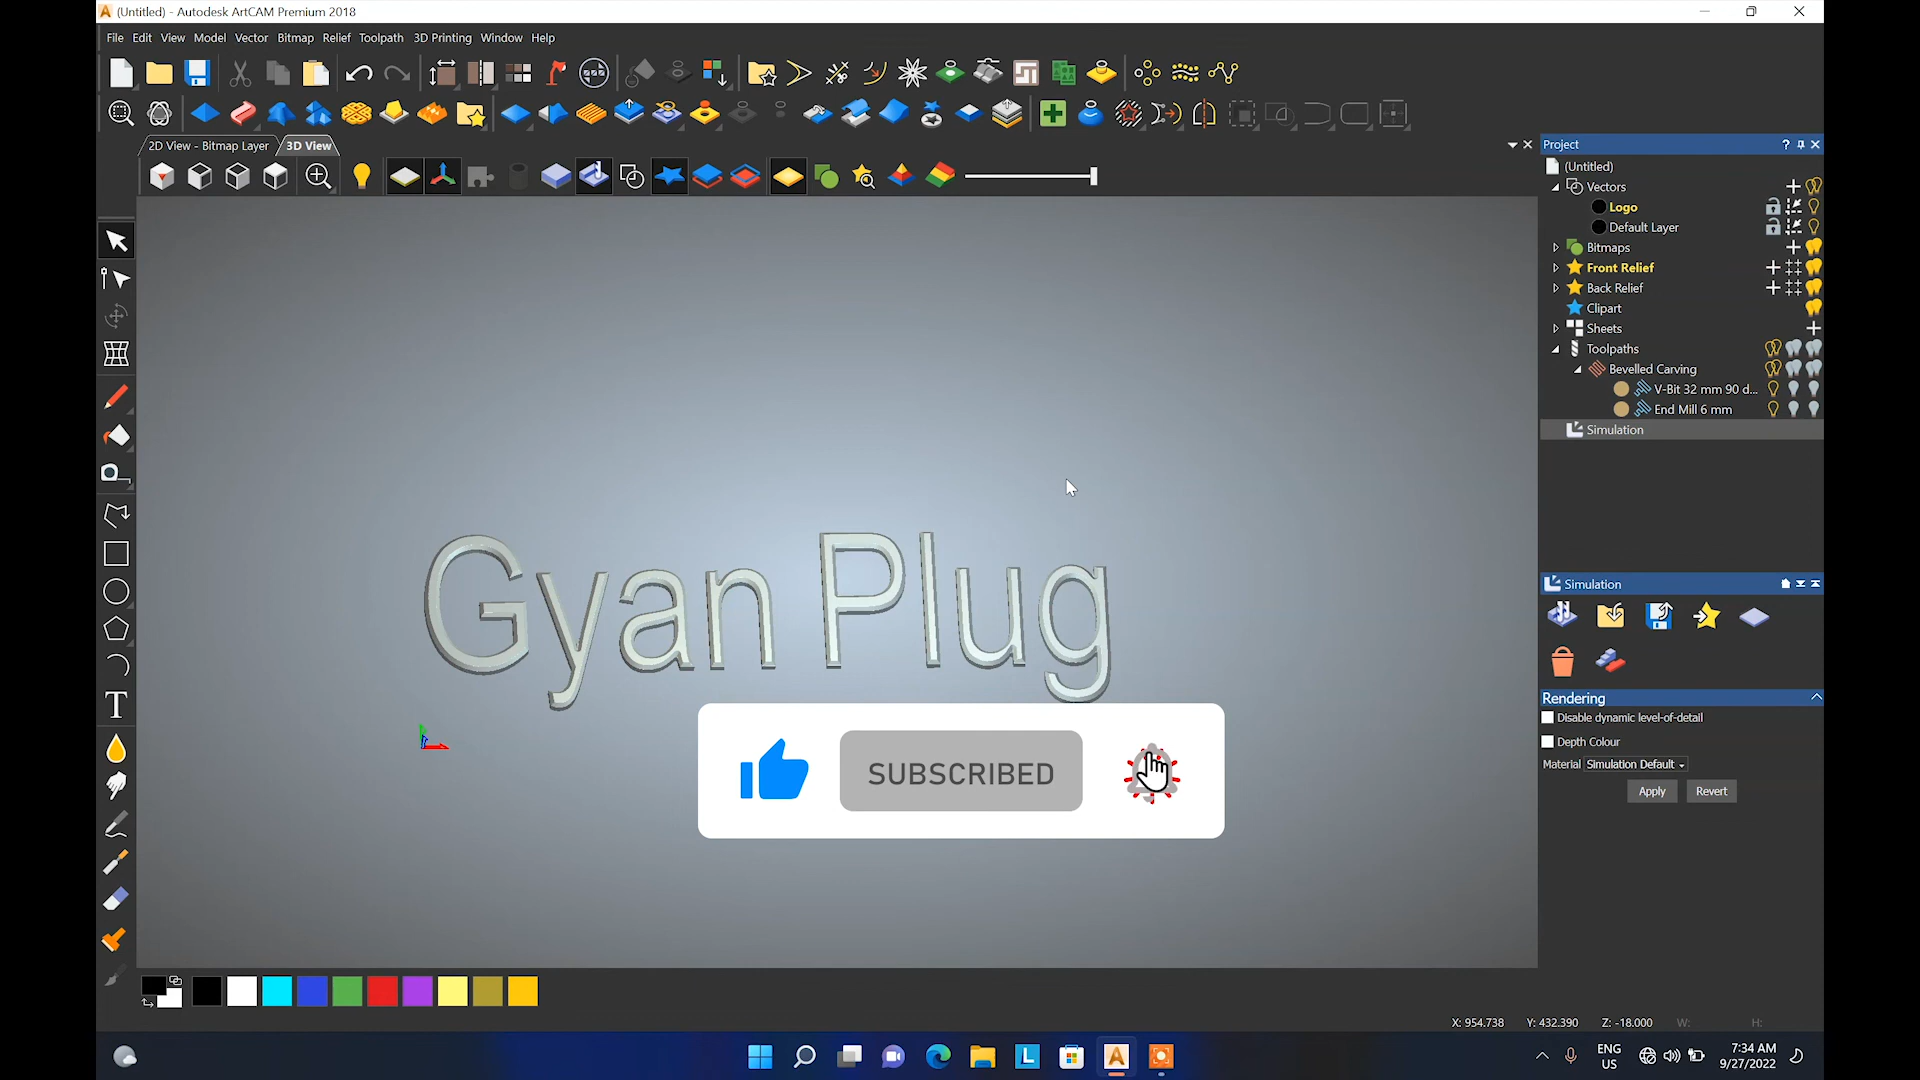 (Untitled) - Autodesk ArtCAM Premium 2018
File Edit View Model Vector Bitmap Relief Toolpath 3D Printing Window Help
2D View - Bitmap Layer 3D View
Project
(Untitled)
Vectors
Logo
Default Layer
Bitmaps
Front Relief
Back Relief
Clipart
Sheets
Toolpaths
Bevelled Carving
V-Bit 32 mm 90 d...
End Mill 6 mm
Simulation
Gyan Plug
SUBSCRIBED
Simulation
Rendering
Disable dynamic level-of-detail
Depth Colour
Material Simulation Default
Apply Revert
X: 954.738 Y: 432.390 Z: -18.000 W: H:
ENG
US
7:34 AM
9/27/2022